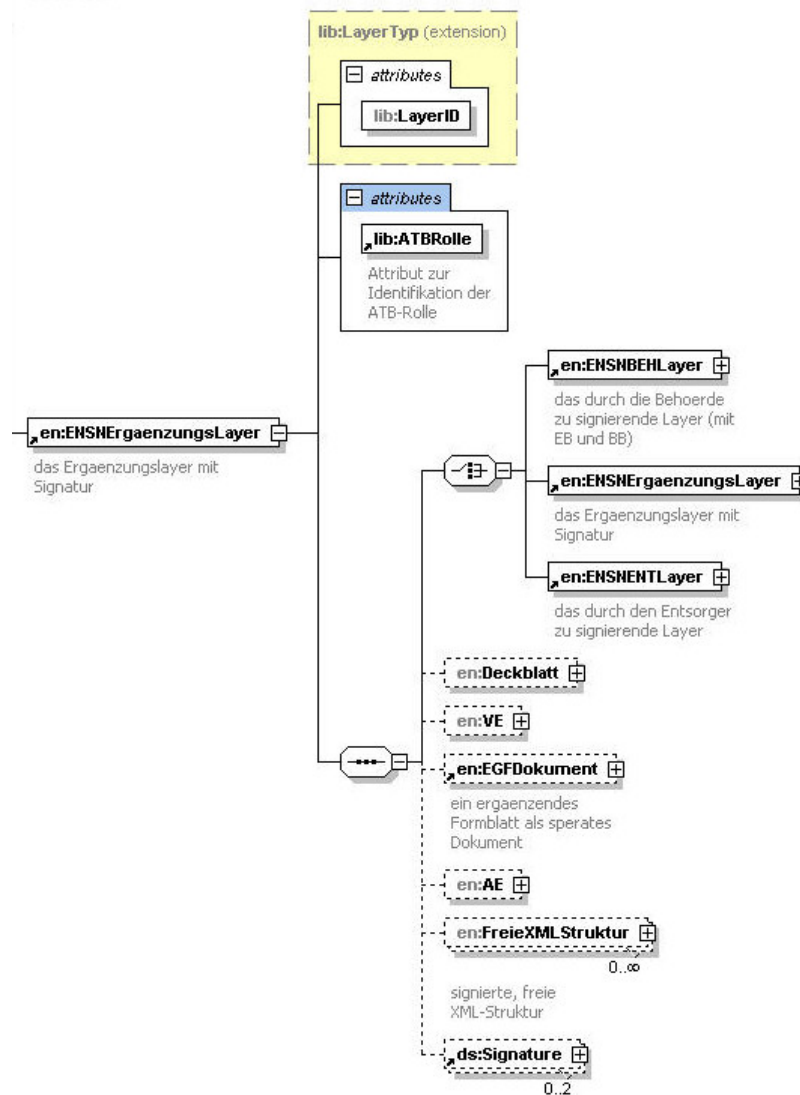 lib:LayerTyp (extension)
attributes
lib:LayerID
attributes
lib:ATBRolle
Attribut zur
Identifikation der
ATB-Rolle
en:ENSNErgaenzungsLayer
das Ergaenzungslayer mit
Signatur
en:ENSNBEHLayer
das durch die Behoerde
zu signierende Layer (mit
EB und BB)
en:ENSNErgaenzungsLayer
das Ergaenzungslayer mit
Signatur
en:ENSNENTLayer
das durch den Entsorger
zu signierende Layer
en:Deckblatt
en:VE
en:EGFDokument
ein ergaenzendes
Formblatt als sperates
Dokument
en:AE
en:FreieXMLStruktur
0..∞
signierte, freie
XML-Struktur
ds:Signature
0..2